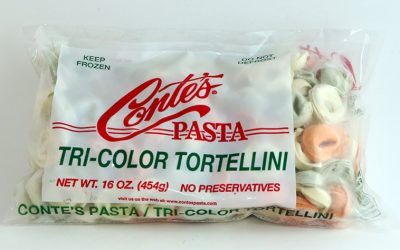 KEEP
FROZEN
DO NOT
DEFROST
Conte's
PASTA
TRI-COLOR TORTELLINI
NET WT. 16 OZ. (454g) NO PRESERVATIVES
visit us on the web at: www.contespasta.com
CONTE'S PASTA / TRI-COLOR TORTELLINI